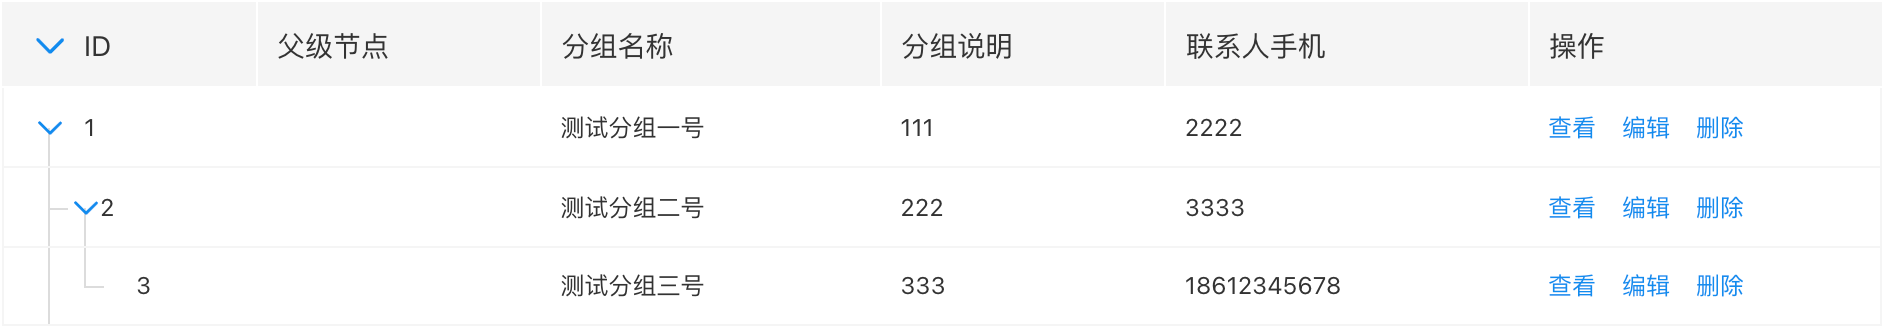 ID 父级节点 分组名称 分组说明 联系人手机 操作
1 测试分组一号 111 2222 查看 编辑 删除
2 测试分组二号 222 3333 查看 编辑 删除
3 测试分组三号 333 18612345678 查看 编辑 删除